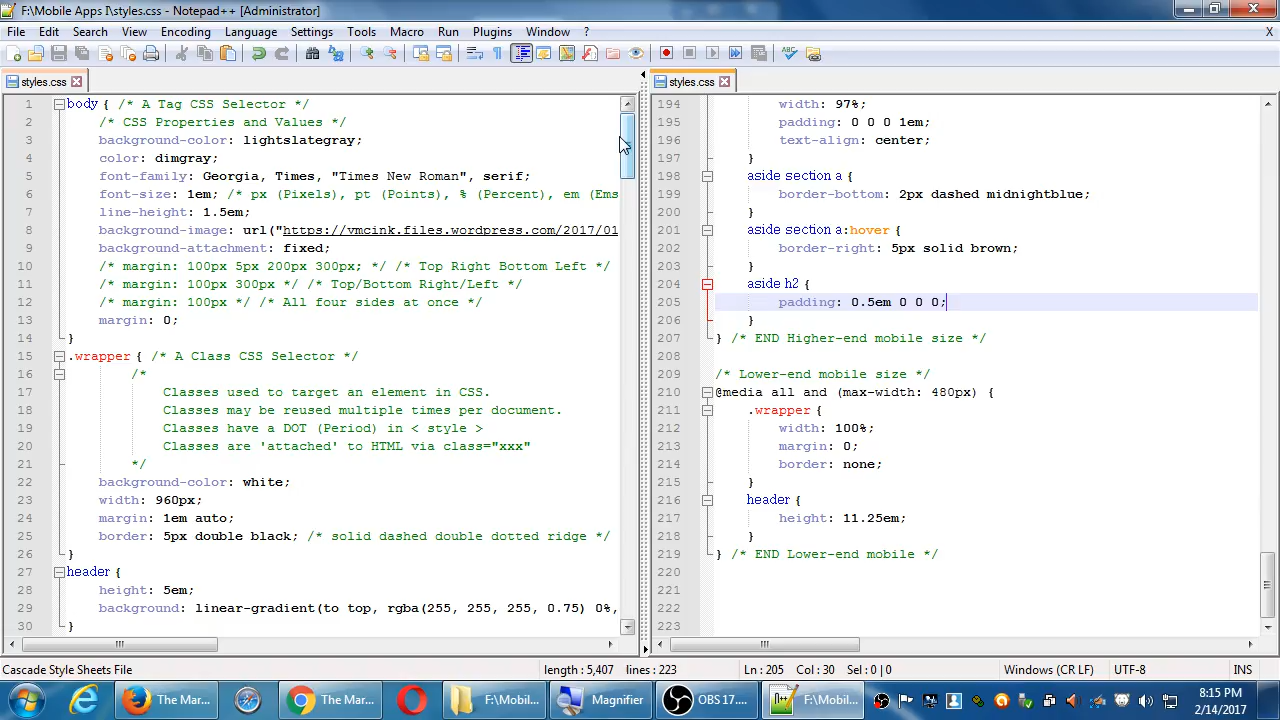 F:\Mobile Apps I\styles.css - Notepad++ [Administrator]
File Edit Search View Encoding Language Settings Tools Macro Run Plugins Window ? X
styles.css
1 body { /* A Tag CSS Selector */
2 /* CSS Properties and Values */
3 background-color: lightslategray;
4 color: dimgray;
5 font-family: Georgia, Times, "Times New Roman", serif;
6 font-size: 1em; /* px (Pixels), pt (Points), % (Percent), em (Ems
7 line-height: 1.5em;
8 background-image: url("https://vmcink.files.wordpress.com/2017/01
9 background-attachment: fixed;
10 /* margin: 100px 5px 200px 300px; */ /* Top Right Bottom Left */
11 /* margin: 100px 300px */ /* Top/Bottom Right/Left */
12 /* margin: 100px */ /* All four sides at once */
13 margin: 0;
14 }
15 .wrapper { /* A Class CSS Selector */
16 /*
17 Classes used to target an element in CSS.
18 Classes may be reused multiple times per document.
19 Classes have a DOT (Period) in < style >
20 Classes are 'attached' to HTML via class="xxx"
21 */
22 background-color: white;
23 width: 960px;
24 margin: 1em auto;
25 border: 5px double black; /* solid dashed double dotted ridge */
26 }
27 header {
28 height: 5em;
29 background: linear-gradient(to top, rgba(255, 255, 255, 0.75) 0%,
30 }
styles.css
194 width: 97%;
195 padding: 0 0 0 1em;
196 text-align: center;
197 }
198 aside section a {
199 border-bottom: 2px dashed midnightblue;
200 }
201 aside section a:hover {
202 border-right: 5px solid brown;
203 }
204 aside h2 {
205 padding: 0.5em 0 0 0;
206 }
207 } /* END Higher-end mobile size */
208
209 /* Lower-end mobile size */
210 @media all and (max-width: 480px) {
211 .wrapper {
212 width: 100%;
213 margin: 0;
214 border: none;
215 }
216 header {
217 height: 11.25em;
218 }
219 } /* END Lower-end mobile */
220
221
222
223
Cascade Style Sheets File length : 5,407 lines : 223 Ln : 205 Col : 30 Sel : 0 | 0 Windows (CR LF) UTF-8 INS
The Mar... The Mar... F:\Mobil... Magnifier OBS 17.... F:\Mobil... 8:15 PM
2/14/2017